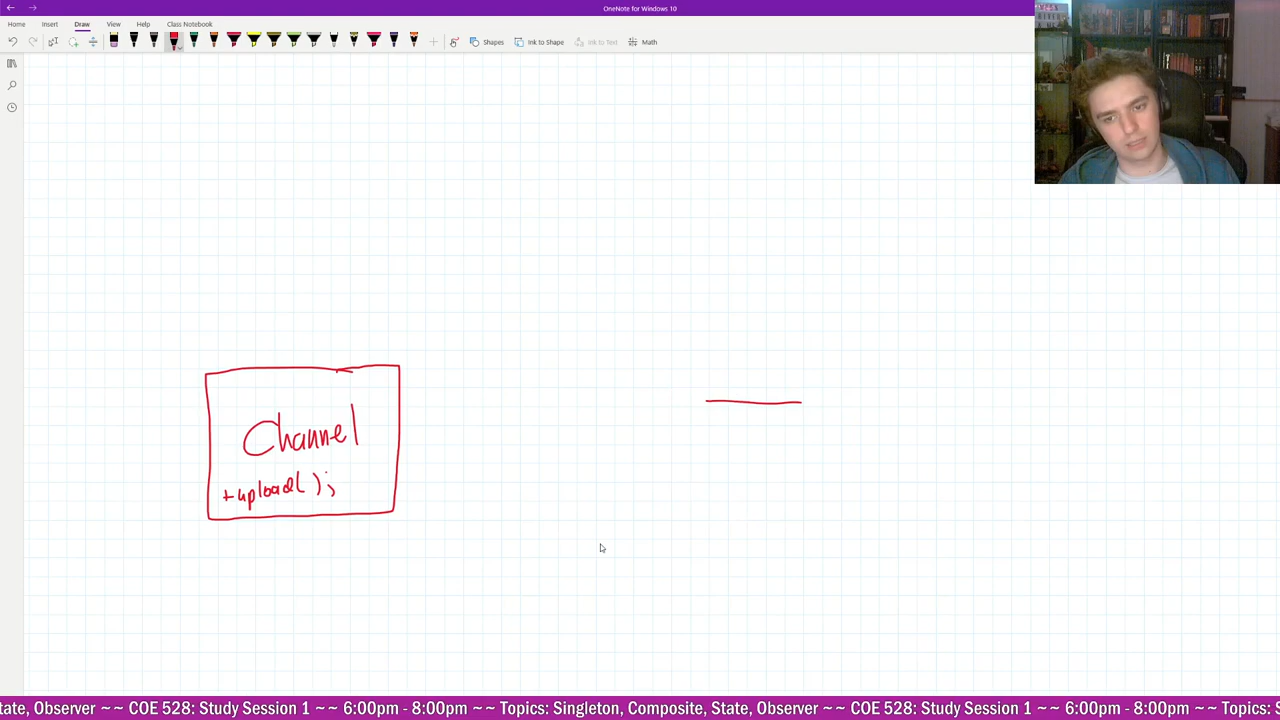 OneNote for Windows 10
Home Insert Draw View Help Class Notebook
Shapes Ink to Shape Ink to Text Math
Channel
+upload();
tate, Observer ~~ COE 528: Study Session 1 ~~ 6:00pm - 8:00pm ~~ Topics: Singleton, Composite, State, Observer ~~ COE 528: Study Session 1 ~~ 6:00pm - 8:00pm ~~ Topics: S